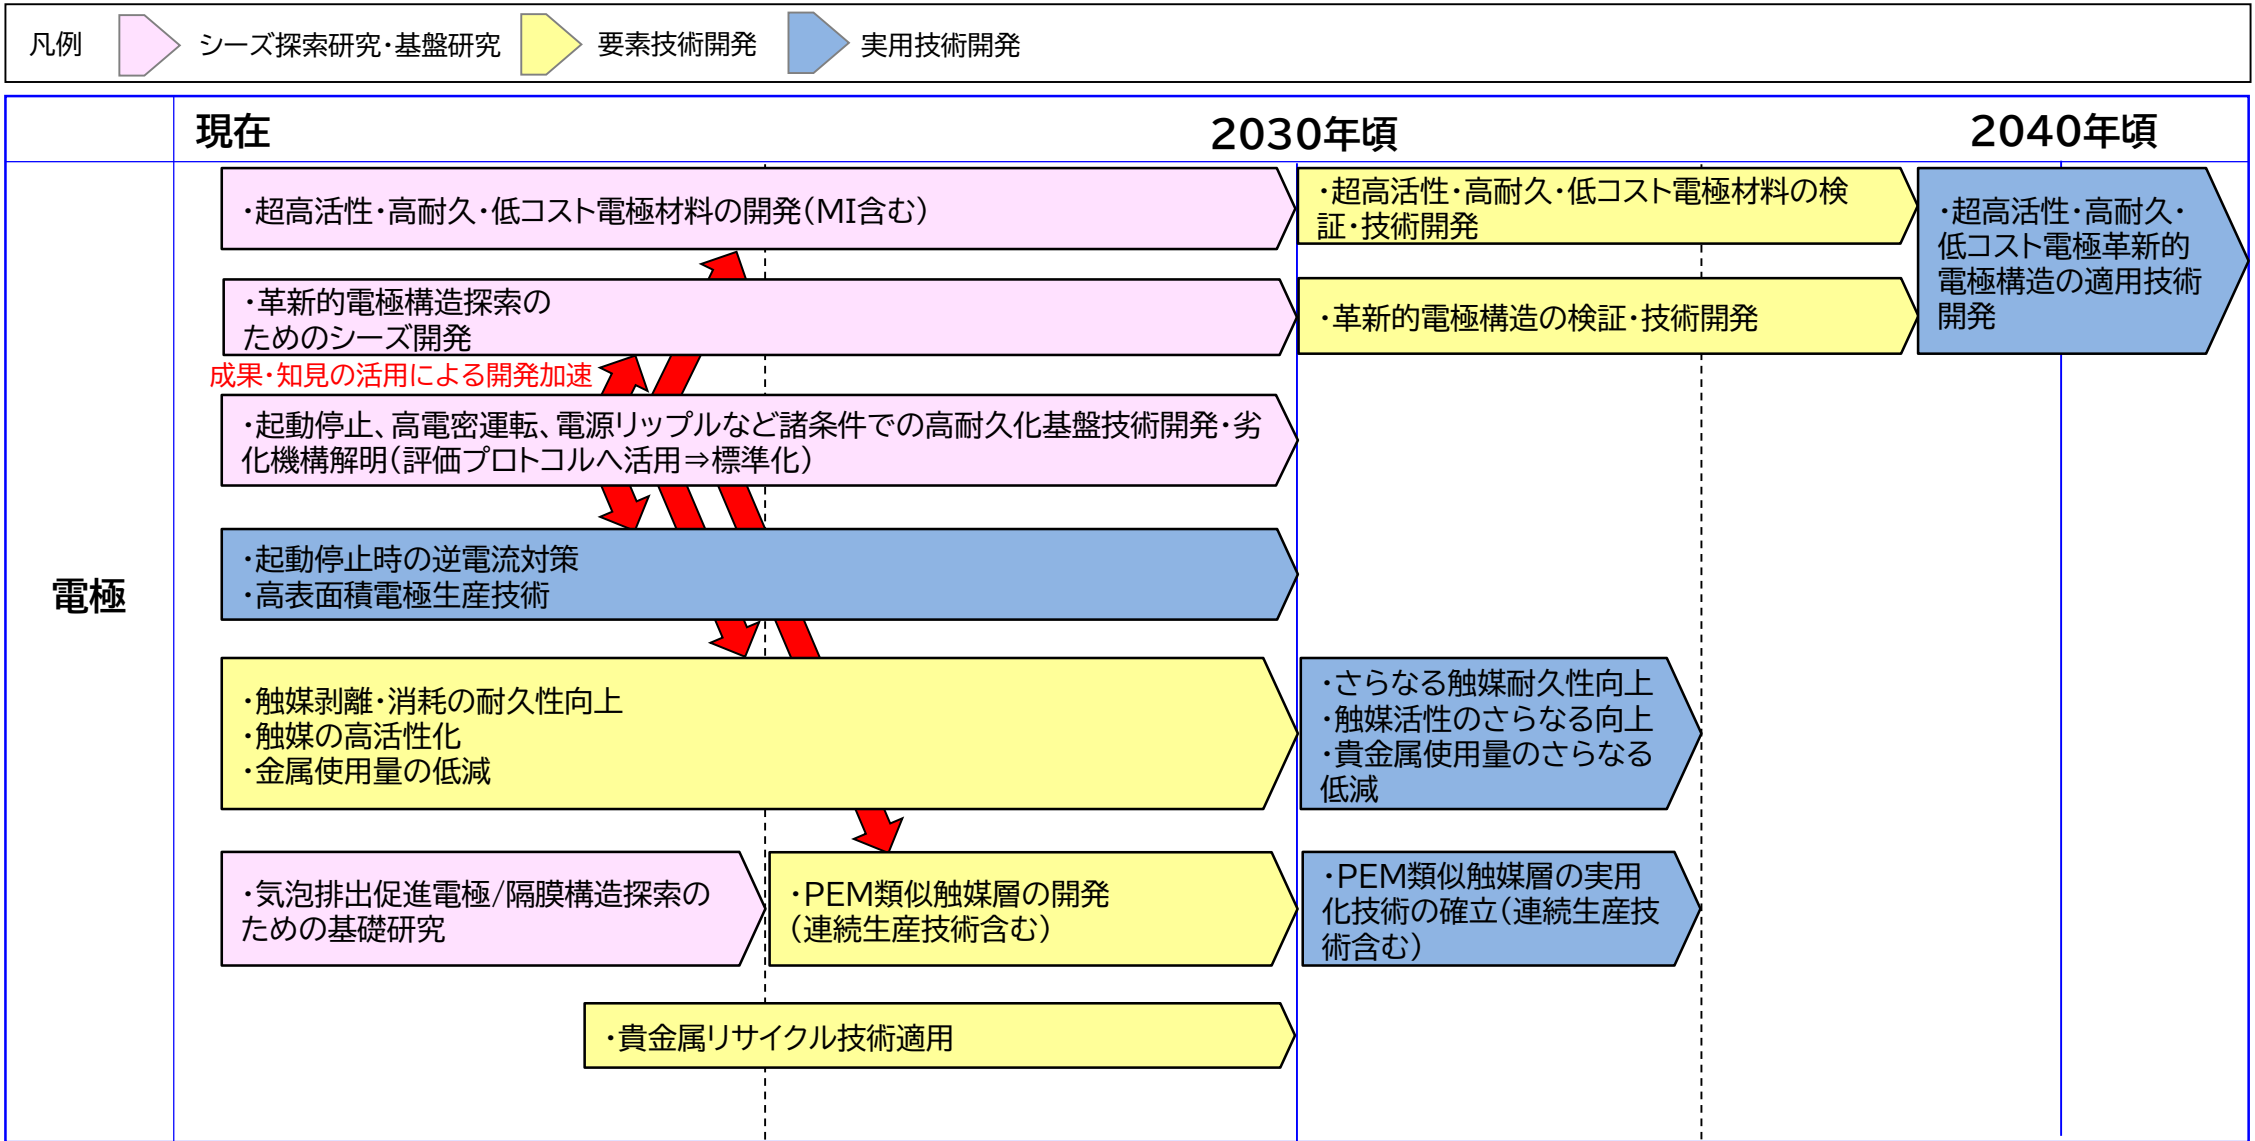 凡例
シーズ探索研究・基盤研究
要素技術開発
実用技術開発
現在
2030年頃
2040年頃
電極
・超高活性・高耐久・低コスト電極材料の開発(MI含む)
・超高活性・高耐久・低コスト電極材料の検
証・技術開発
・超高活性・高耐久・
低コスト電極革新的
電極構造の適用技術
開発
・革新的電極構造探索の
ためのシーズ開発
・革新的電極構造の検証・技術開発
成果・知見の活用による開発加速
・起動停止、高電密運転、電源リップルなど諸条件での高耐久化基盤技術開発・劣
化機構解明(評価プロトコルへ活用⇒標準化)
・起動停止時の逆電流対策
・高表面積電極生産技術
・触媒剥離・消耗の耐久性向上
・触媒の高活性化
・金属使用量の低減
・さらなる触媒耐久性向上
・触媒活性のさらなる向上
・貴金属使用量のさらなる
低減
・気泡排出促進電極/隔膜構造探索の
ための基礎研究
・PEM類似触媒層の開発
(連続生産技術含む)
・PEM類似触媒層の実用
化技術の確立(連続生産技
術含む)
・貴金属リサイクル技術適用